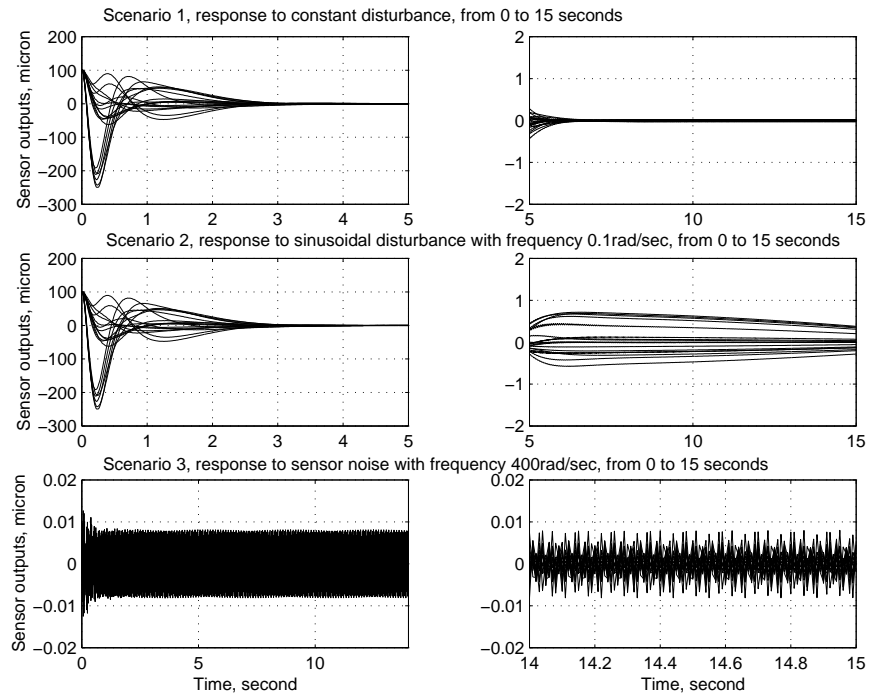 Scenario 1, response to constant disturbance, from 0 to 15 seconds
Sensor outputs, micron
200
100
0
−100
−200
−300
0 1 2 3 4 5
2
1
0
−1
−2
5 10 15
Scenario 2, response to sinusoidal disturbance with frequency 0.1rad/sec, from 0 to 15 seconds
Sensor outputs, micron
200
100
0
−100
−200
−300
0 1 2 3 4 5
2
1
0
−1
−2
5 10 15
Scenario 3, response to sensor noise with frequency 400rad/sec, from 0 to 15 seconds
Sensor outputs, micron
0.02
0.01
0
−0.01
−0.02
0 5 10
Time, second
0.02
0.01
0
−0.01
−0.02
14 14.2 14.4 14.6 14.8 15
Time, second